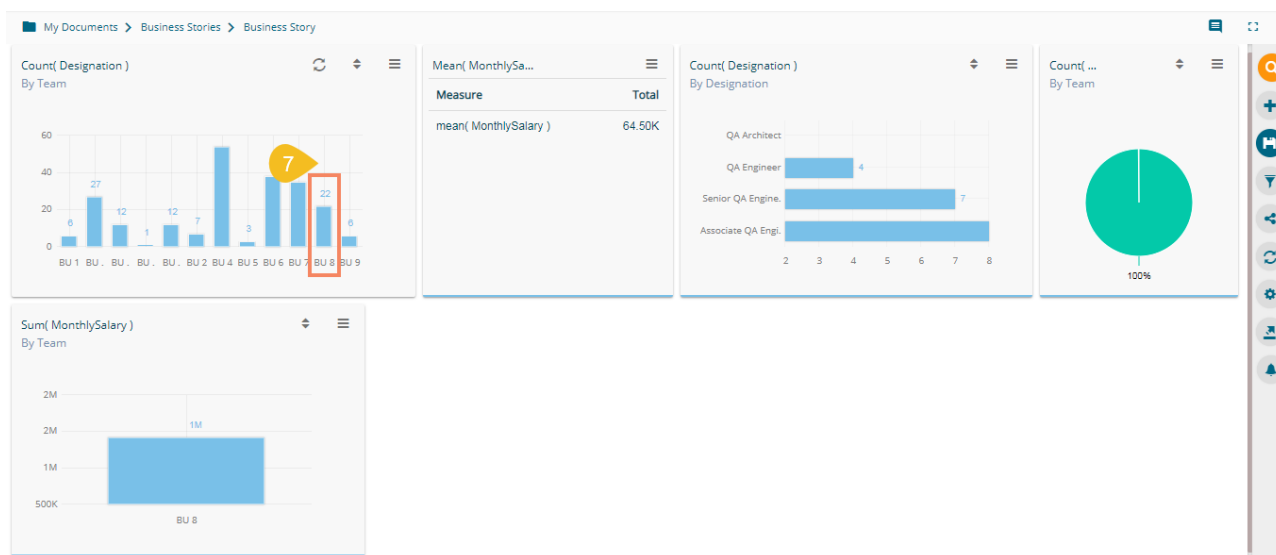 My Documents > Business Stories > Business Story
Count( Designation )
By Team
60
40
20
0
6
27
12
1
12
7
3
22
6
7
BU 1 BU . BU . BU . BU . BU 2 BU 4 BU 5 BU 6 BU 7 BU 8 BU 9
Mean( MonthlySa...
Measure Total
mean( MonthlySalary ) 64.50K
Count( Designation )
By Designation
QA Architect
QA Engineer 4
Senior QA Engine. 7
Associate QA Engi.
2 3 4 5 6 7 8
Count( ...
By Team
100%
Sum( MonthlySalary )
By Team
2M
2M
1M
500K
1M
BU 8